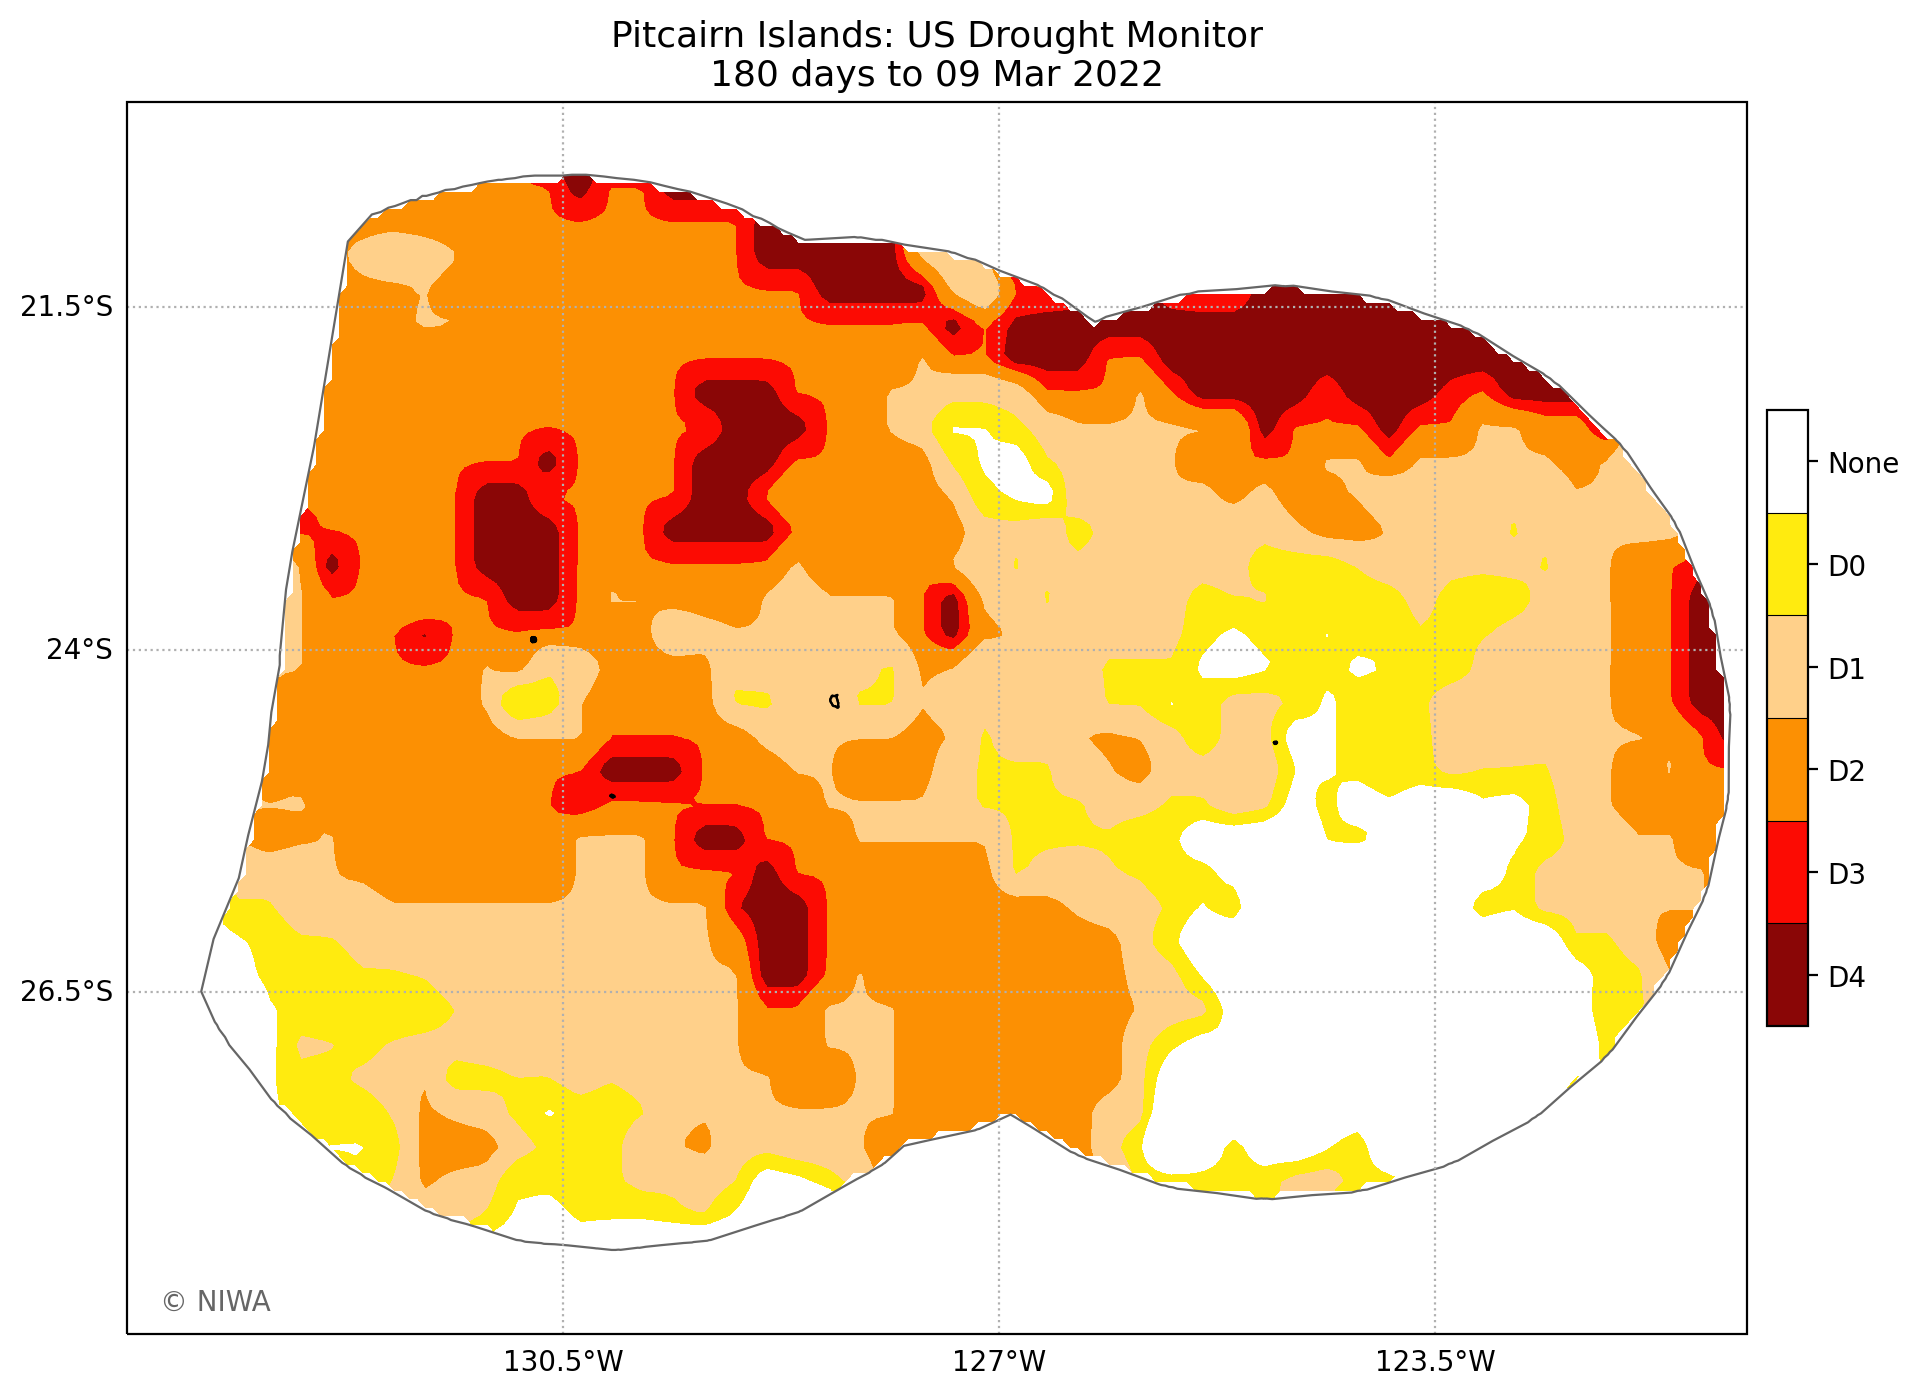 Pitcairn Islands: US Drought Monitor
180 days to 09 Mar 2022
21.5°S
24°S
26.5°S
130.5°W
127°W
123.5°W
None
D0
D1
D2
D3
D4
© NIWA